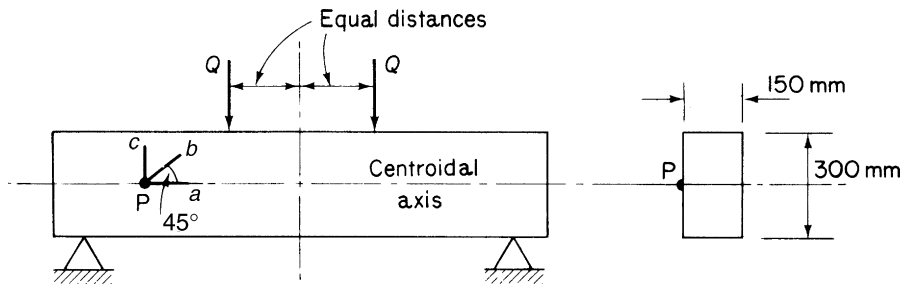 Equal distances
Q
Q
150 mm
c
b
P
a
45°
Centroidal
axis
P
300 mm